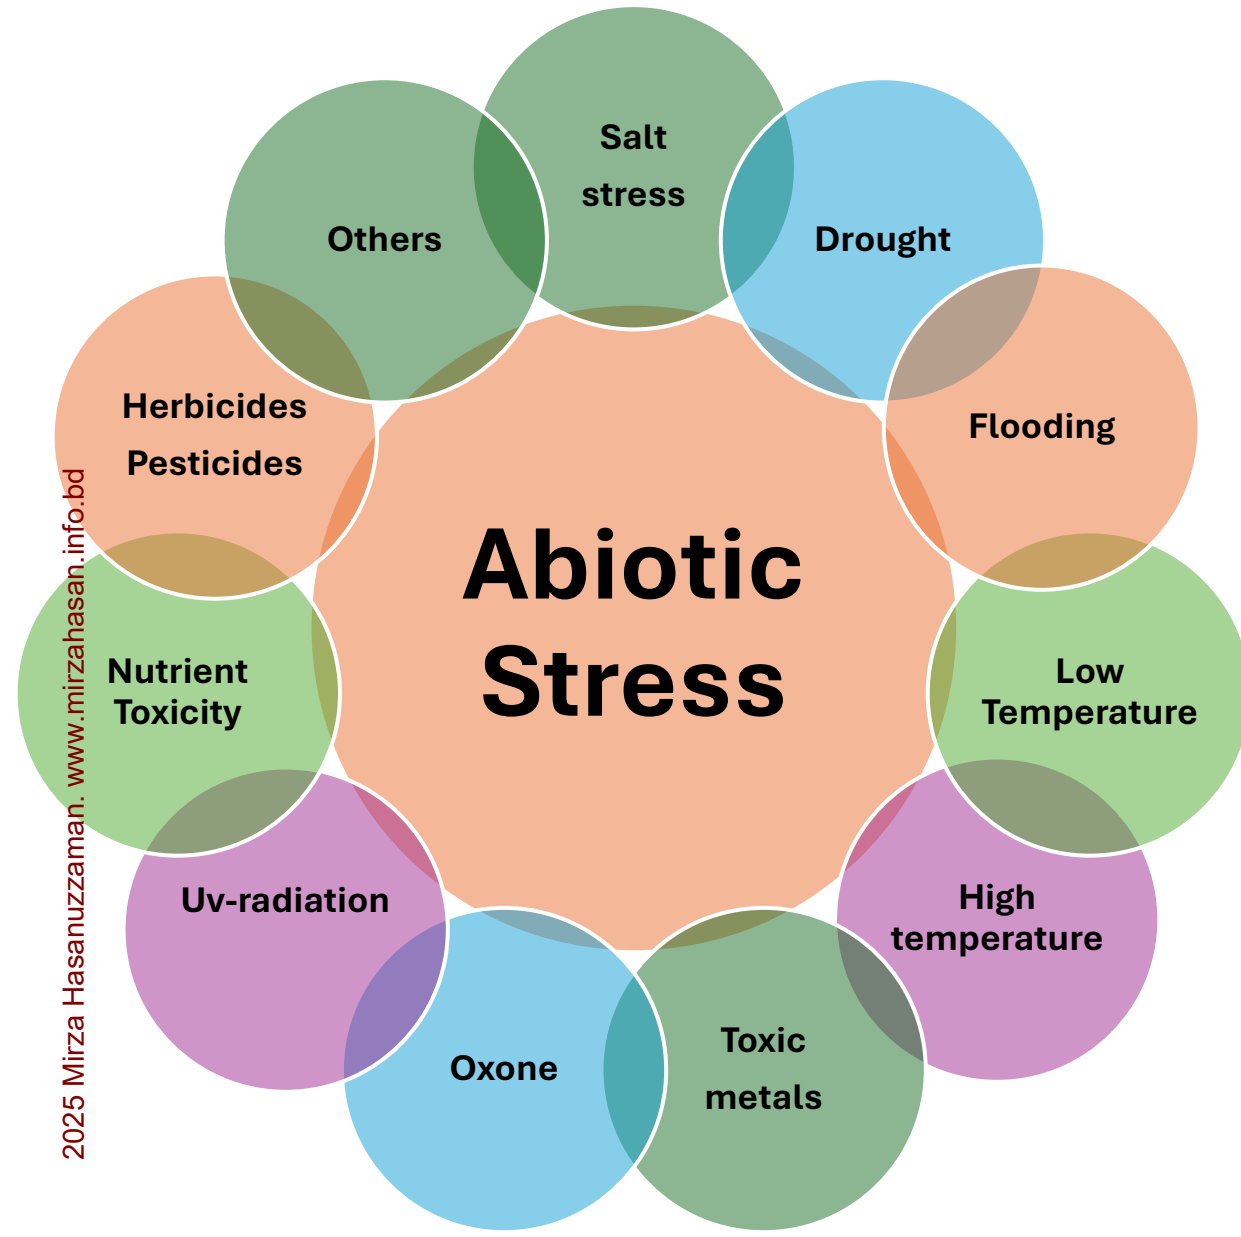 Salt
stress
Drought
Flooding
Low
Temperature
High
temperature
Toxic
metals
Oxone
Uv-radiation
Nutrient
Toxicity
Herbicides
Pesticides
Others
Abiotic
Stress
2025 Mirza Hasanuzzaman. www.mirzahasan.info.bd